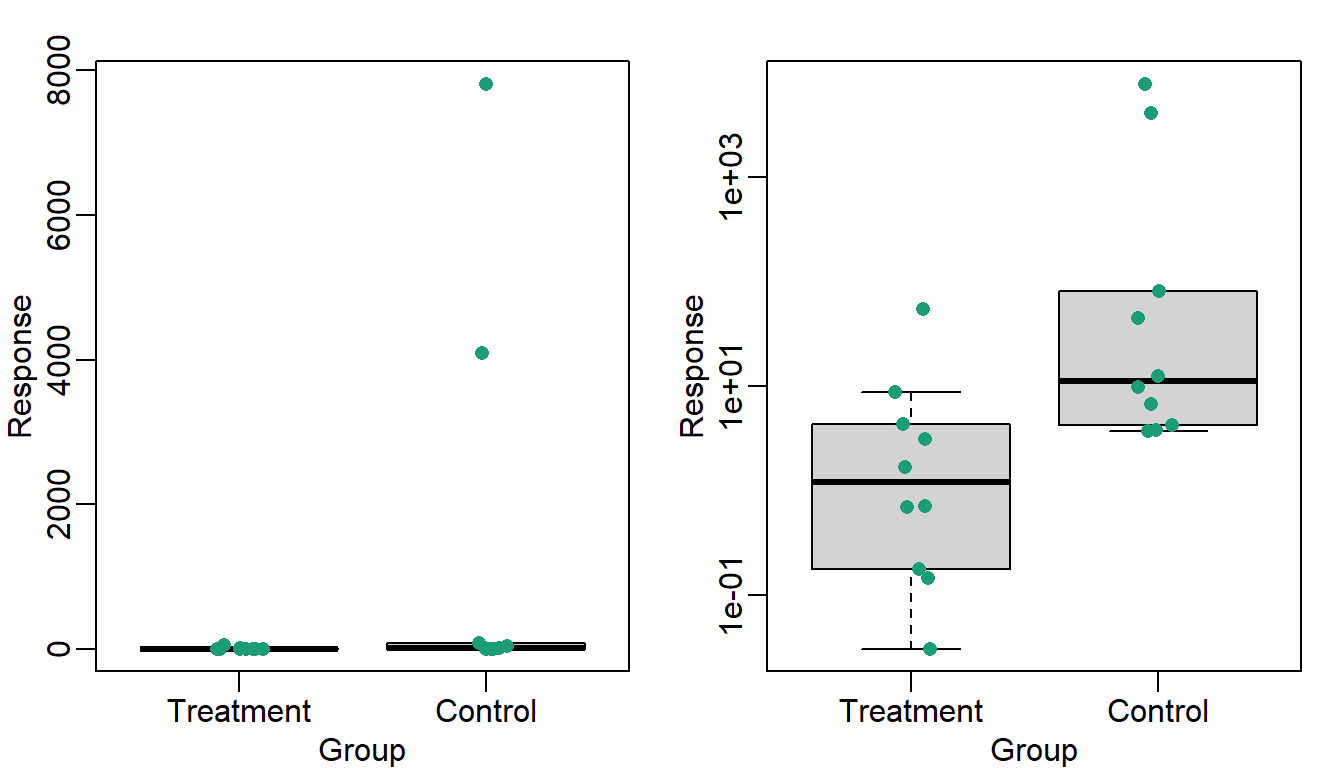 Response
8000
6000
4000
2000
0
Treatment
Control
Group
Response
1e+03
1e+01
1e-01
Treatment
Control
Group